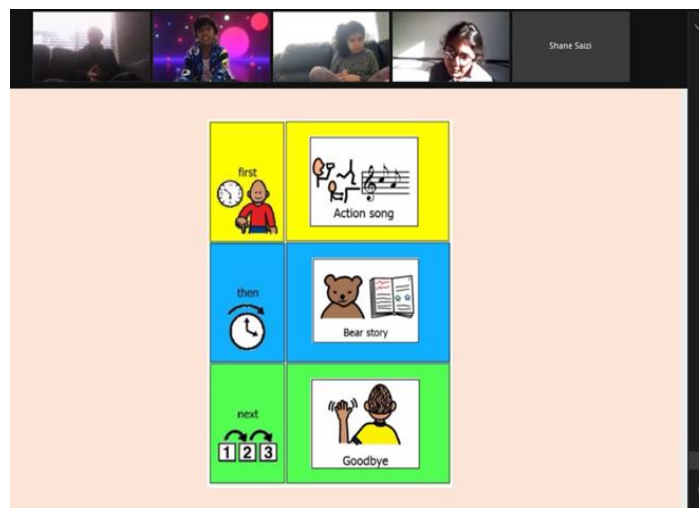 Shane Saizi
first
Action song
then
Bear story
next
1 2 3
Goodbye